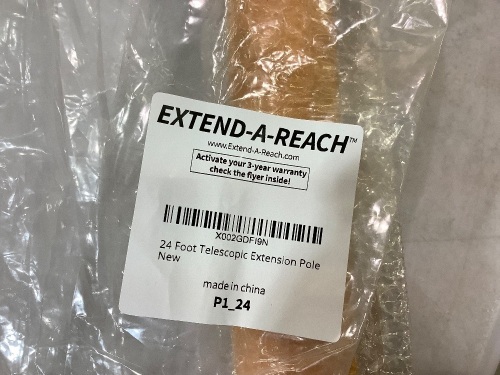 EXTEND-A-REACH™
www.Extend-A-Reach.com
Activate your 3-year warranty
check the flyer inside!
X002GDFI9N
24 Foot Telescopic Extension Pole
New
made in china
P1_24